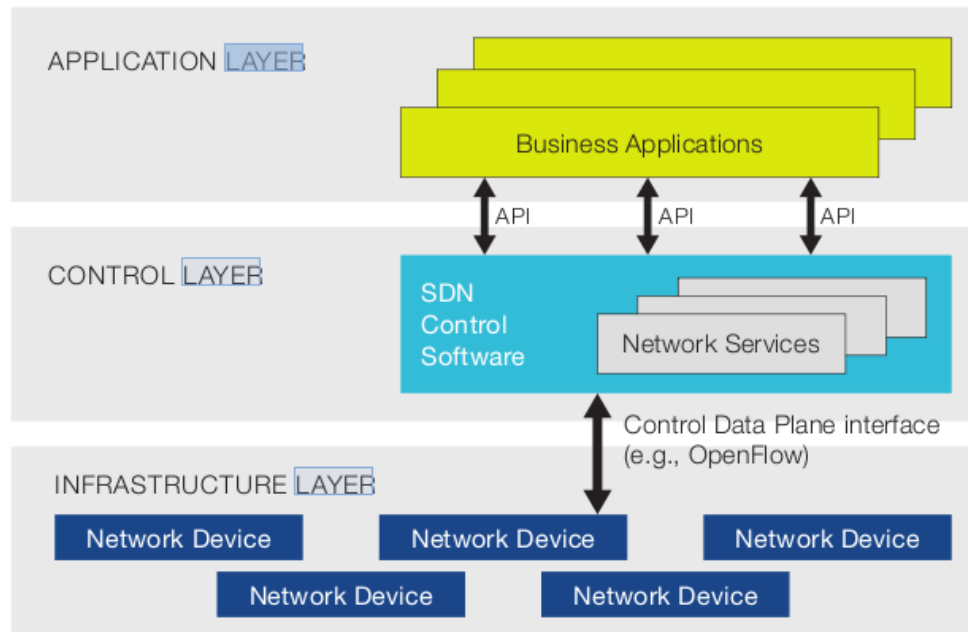 APPLICATION LAYER
Business Applications
API
API
API
CONTROL LAYER
SDN
Control
Software
Network Services
Control Data Plane interface
(e.g., OpenFlow)
INFRASTRUCTURE LAYER
Network Device
Network Device
Network Device
Network Device
Network Device